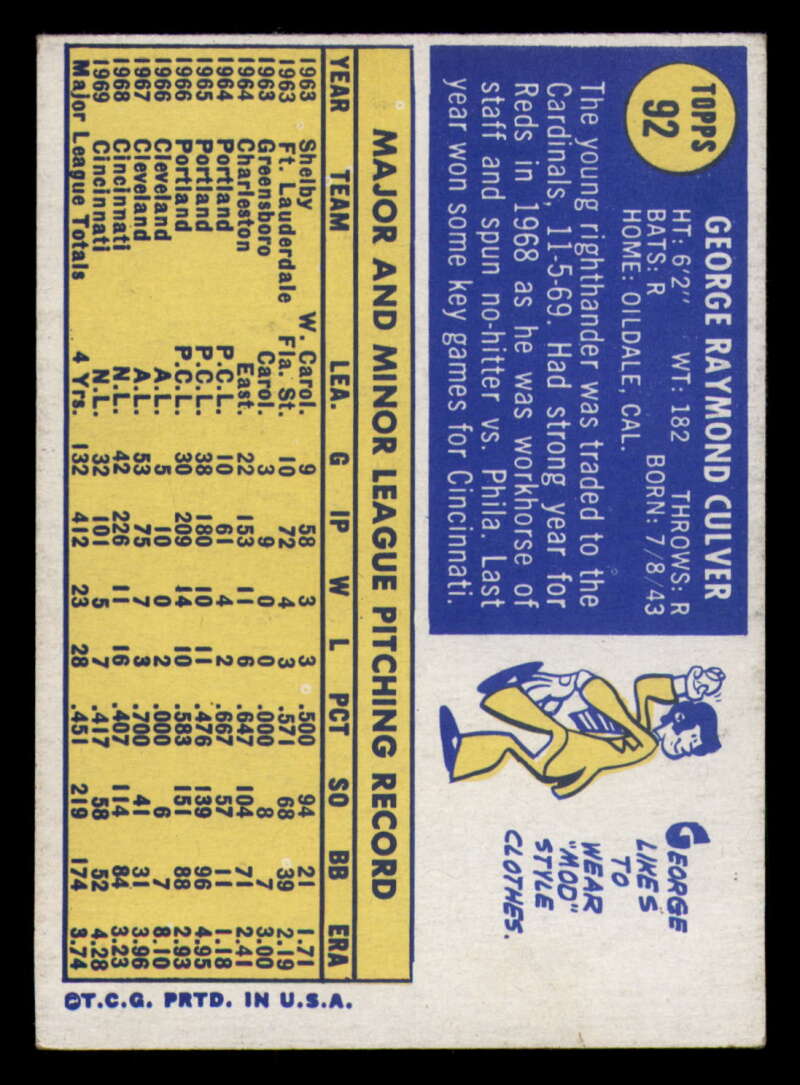 TOPPS
92
GEORGE RAYMOND CULVER
HT: 6'2" WT: 182 THROWS: R
BATS: R BORN: 7/8/43
HOME: OILDALE, CAL.
The young righthander was traded to the
Cardinals, 11-5-69. Had strong year for
Reds in 1968 as he was workhorse of
staff and spun no-hitter vs. Phila. Last
year won some key games for Cincinnati.
GEORGE
LIKES
TO
WEAR
"MOD"
STYLE
CLOTHES.
MAJOR AND MINOR LEAGUE PITCHING RECORD
YEAR TEAM LEA. G IP W L PCT SO BB ERA
1963 Shelby W. Carol. 9 58 3 3 .500 94 21 1.71
1963 Ft. Lauderdale Fla. St. 10 72 4 3 .571 68 39 2.19
1963 Greensboro Carol. 3 9 0 0 .000 8 7 3.00
1964 Charleston East. 22 153 11 6 .647 104 71 2.41
1964 Portland P.C.L. 10 61 4 2 .667 57 11 1.18
1965 Portland P.C.L. 38 180 10 11 .476 139 96 4.95
1966 Portland P.C.L. 30 209 14 10 .583 151 88 2.93
1966 Cleveland A.L. 5 10 0 2 .000 6 7 8.10
1967 Cleveland A.L. 53 75 7 3 .700 41 31 3.96
1968 Cincinnati N.L. 42 226 11 16 .407 114 84 3.23
1969 Cincinnati N.L. 32 101 5 7 .417 58 52 4.28
Major League Totals 4 Yrs. 132 412 23 28 .451 219 174 3.74
©T.C.G. PRTD. IN U.S.A.